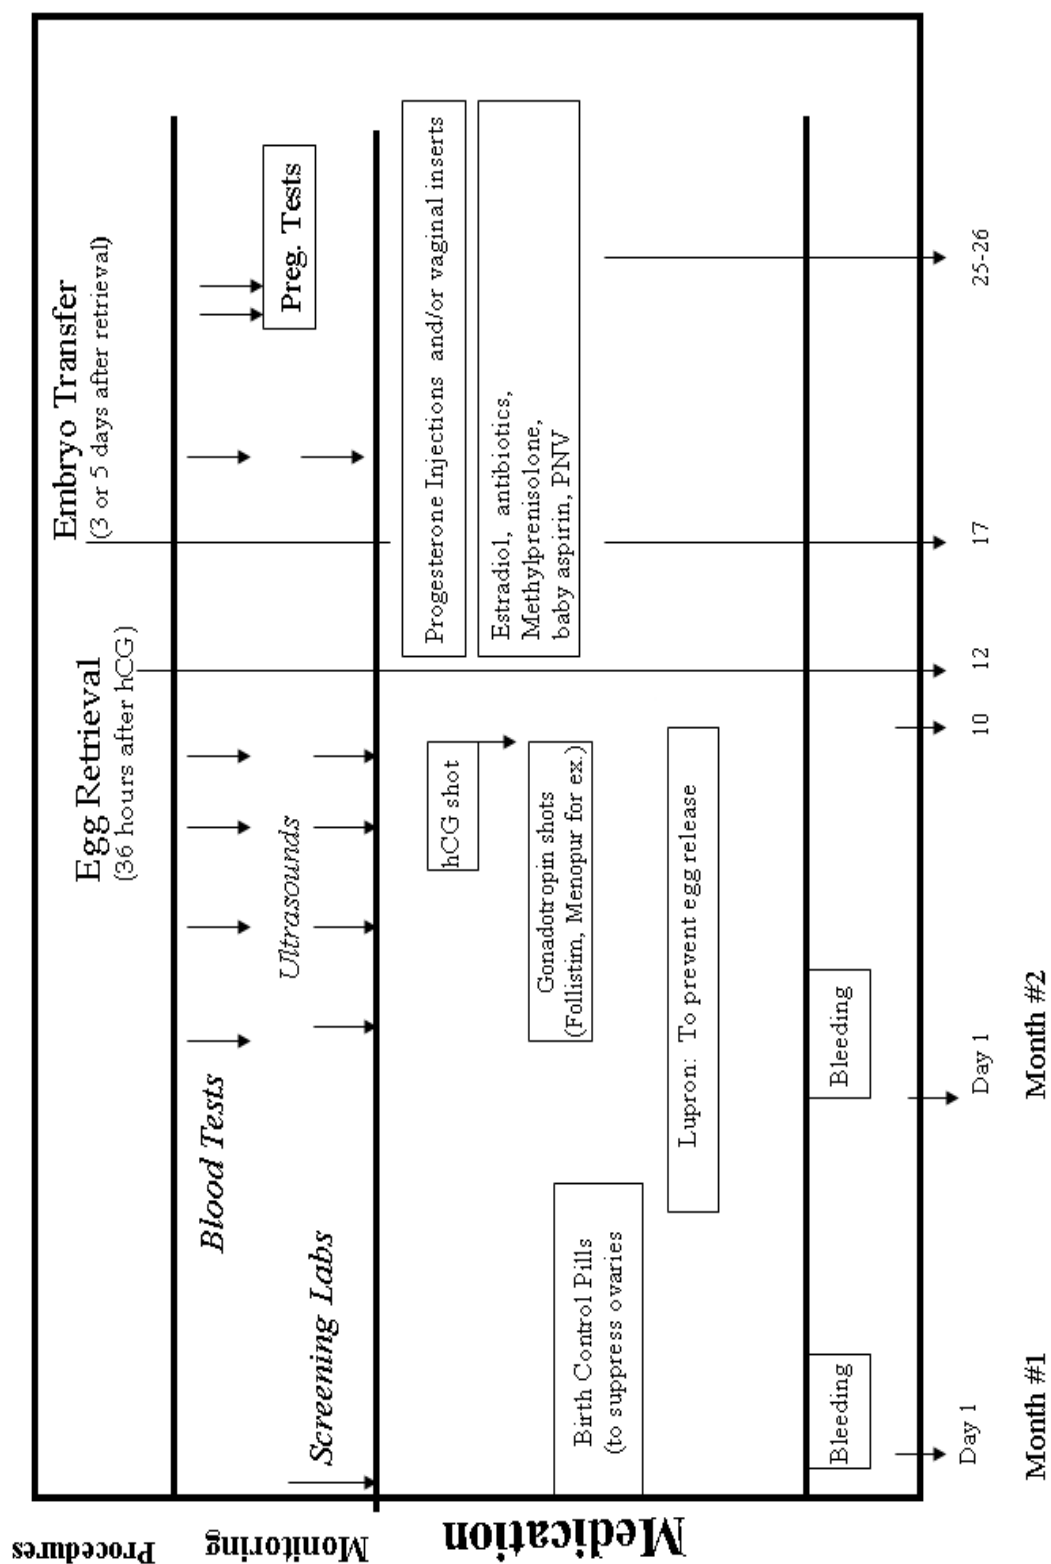 Procedures
Egg Retrieval
(36 hours after hCG)
Embryo Transfer
(3 or 5 days after retrieval)
Monitoring
Blood Tests
Ultrasounds
Screening Labs
Preg. Tests
Medication
hCG shot
Progesterone Injections and/or vaginal inserts
Gonadotropin shots
(Follistim, Menopur for ex.)
Estradiol, antibiotics,
Methylprenisolone,
baby aspirin, PNV
Birth Control Pills
(to suppress ovaries
Lupron: To prevent egg release
Bleeding
Bleeding
Day 1
Day 1
10
12
17
25-26
Month #1
Month #2